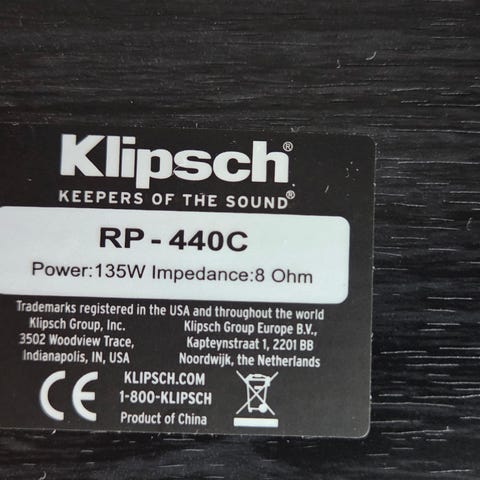 Klipsch®
KEEPERS OF THE SOUND®
RP - 440C
Power:135W Impedance:8 Ohm
Trademarks registered in the USA and throughout the world
Klipsch Group, Inc.
3502 Woodview Trace,
Indianapolis, IN, USA
Klipsch Group Europe B.V.,
Kapteynstraat 1, 2201 BB
Noordwijk, the Netherlands
CE
KLIPSCH.COM
1-800-KLIPSCH
Product of China